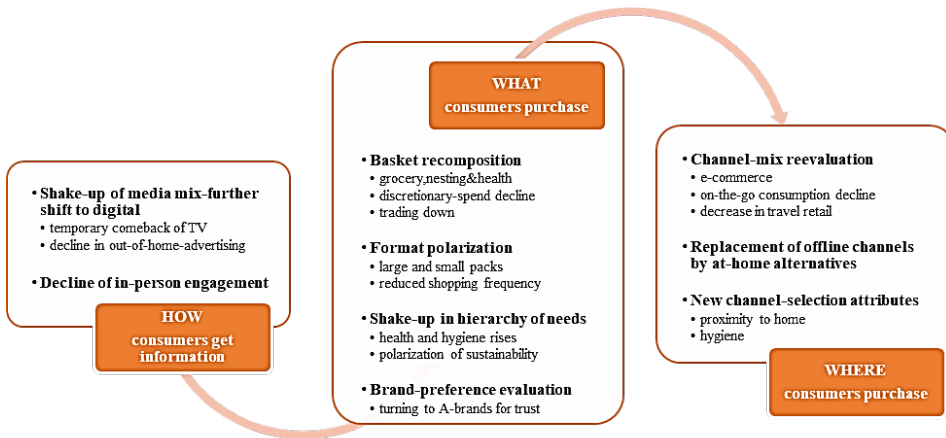 • Shake-up of media mix-further
shift to digital
• temporary comeback of TV
• decline in out-of-home-advertising
• Decline of in-person engagement
HOW
consumers get
information
WHAT
consumers purchase
• Basket recomposition
• grocery,nesting&health
• discretionary-spend decline
• trading down
• Format polarization
• large and small packs
• reduced shopping frequency
• Shake-up in hierarchy of needs
• health and hygiene rises
• polarization of sustainability
• Brand-preference evaluation
• turning to A-brands for trust
• Channel-mix reevaluation
• e-commerce
• on-the-go consumption decline
• decrease in travel retail
• Replacement of offline channels
by at-home alternatives
• New channel-selection attributes
• proximity to home
• hygiene
WHERE
consumers purchase